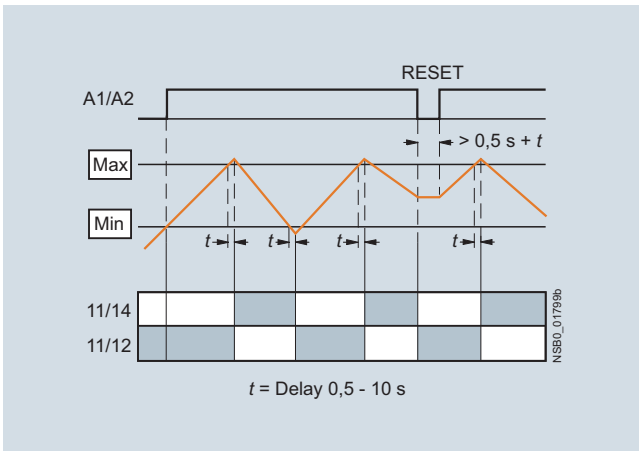 RESET
A1/A2
> 0,5 s + t
Max
Min
t t t t
11/14
11/12
NSB0_01799b
t = Delay 0,5 - 10 s